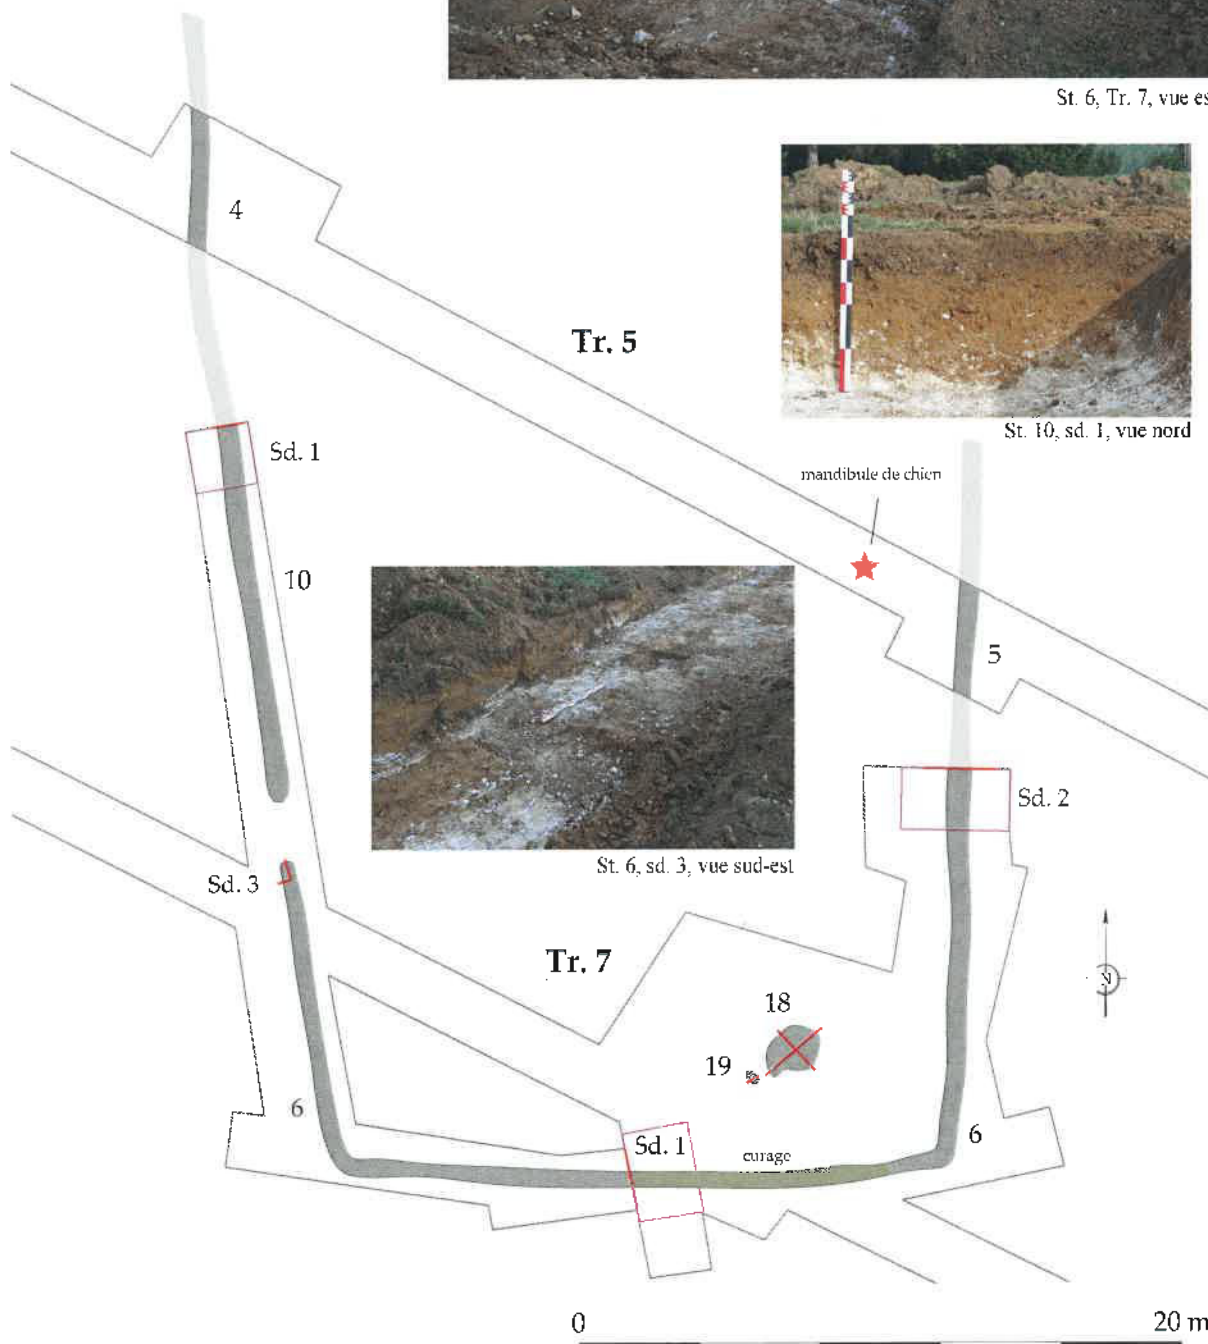 St. 6, Tr. 7, vue es
4
Tr. 5
St. 10, sd. 1, vue nord
Sd. 1
mandibule de chien
10
5
Sd. 2
St. 6, sd. 3, vue sud-est
Sd. 3
Tr. 7
N
18
19
6
Sd. 1
curage
6
0
20 m